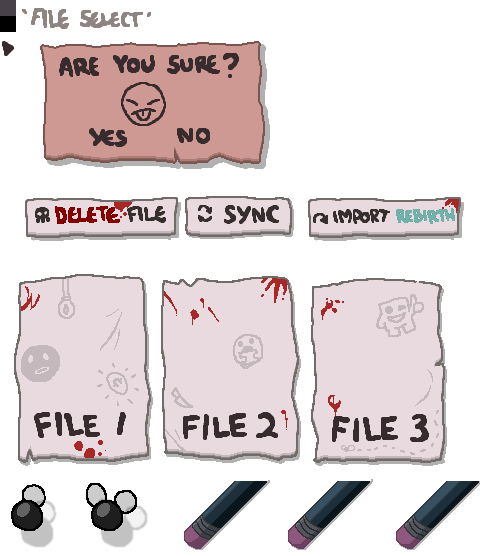 'FILE SELECT'
ARE YOU SURE?
YES NO
DELETE FILE
SYNC
IMPORT REBIRTH
FILE 1
FILE 2
FILE 3